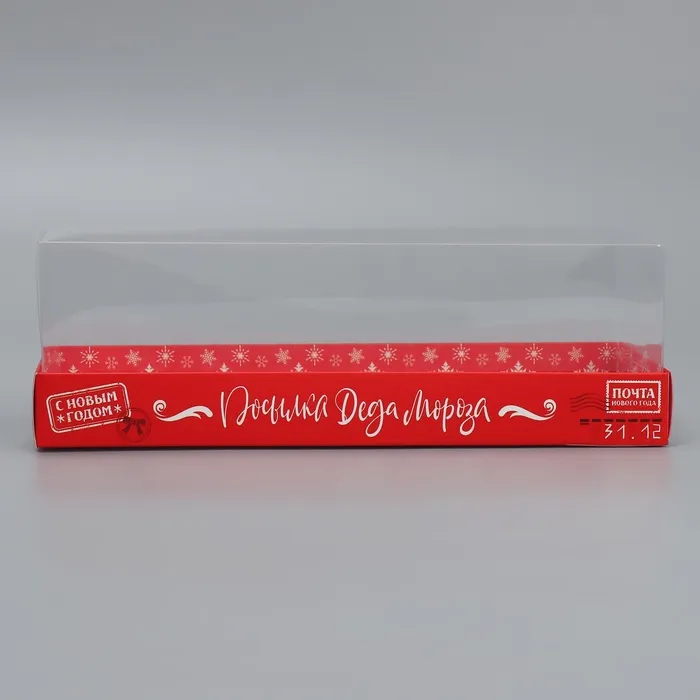 С НОВЫМ
ГОДОМ
Посылка Деда Мороза
ПОЧТА
НОВОГО ГОДА
31.12